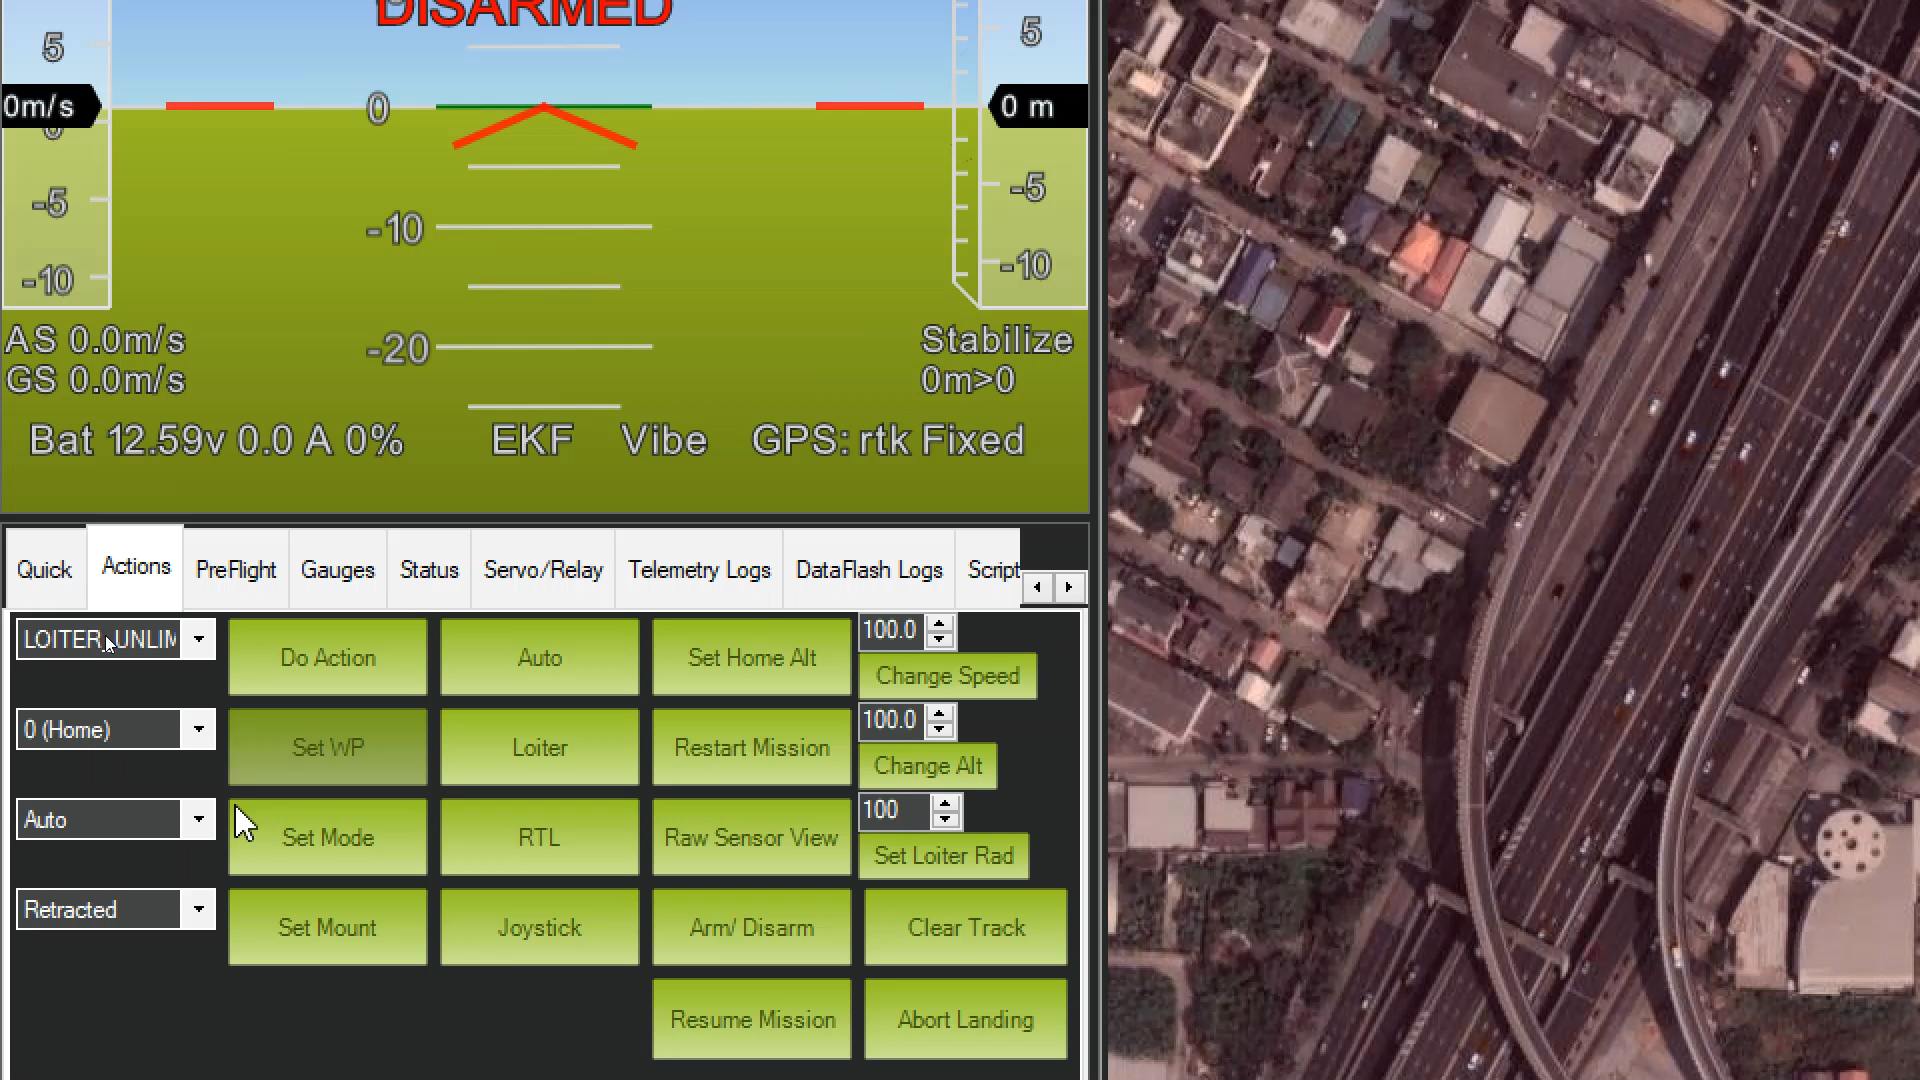 DISARMED
5
5
0m/s
0
0 m
0
-5
-5
-10
-10
-10
AS 0.0m/s
-20
Stabilize
GS 0.0m/s
0m>0
Bat 12.59v 0.0 A 0%
EKF
Vibe
GPS: rtk Fixed
Quick
Actions
PreFlight
Gauges
Status
Servo/Relay
Telemetry Logs
DataFlash Logs
Script
LOITER_UNLIM
Do Action
Auto
Set Home Alt
100.0
Change Speed
0 (Home)
Set WP
Loiter
Restart Mission
100.0
Change Alt
Auto
Set Mode
RTL
Raw Sensor View
100
Set Loiter Rad
Retracted
Set Mount
Joystick
Arm/ Disarm
Clear Track
Resume Mission
Abort Landing